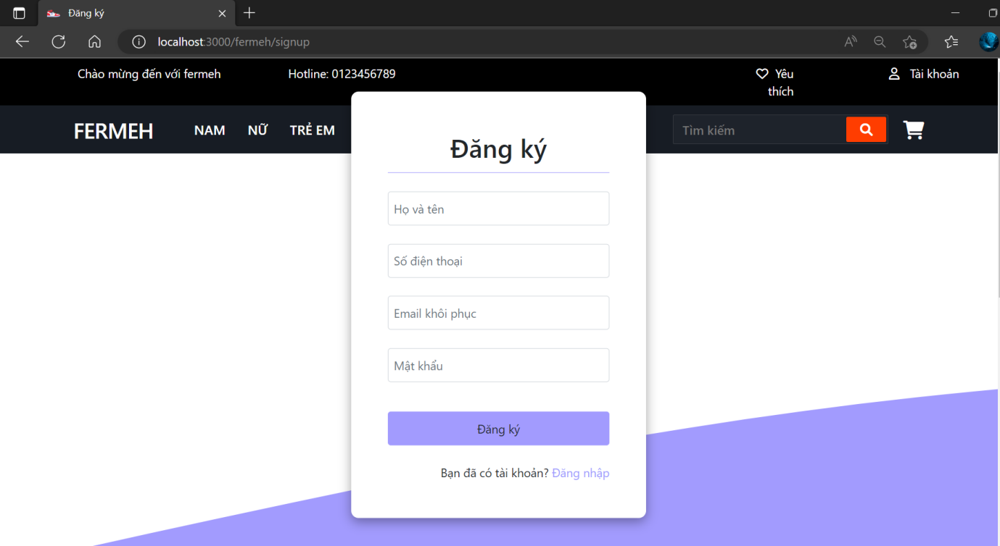 Đăng ký
localhost:3000/fermeh/signup
Chào mừng đến với fermeh
Hotline: 0123456789
Yêu
thích
Tài khoản
FERMEH
NAM
NỮ
TRẺ EM
Tìm kiếm
Đăng ký
Họ và tên
Số điện thoại
Email khôi phục
Mật khẩu
Đăng ký
Bạn đã có tài khoản? Đăng nhập